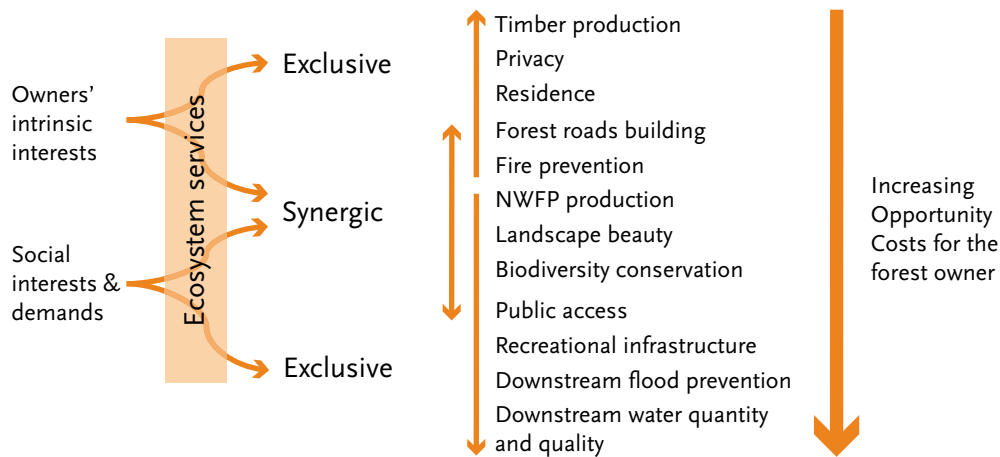 Owners'
intrinsic
interests
Social
interests &
demands
Ecosystem services
Exclusive
Synergic
Exclusive
Timber production
Privacy
Residence
Forest roads building
Fire prevention
NWFP production
Landscape beauty
Biodiversity conservation
Public access
Recreational infrastructure
Downstream flood prevention
Downstream water quantity
and quality
Increasing
Opportunity
Costs for the
forest owner